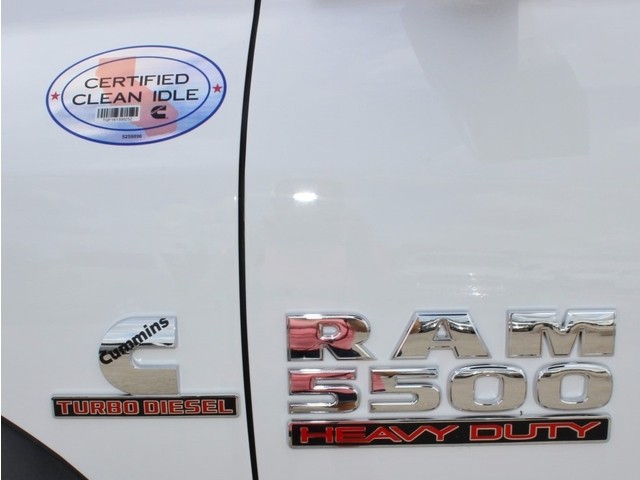 CERTIFIED
CLEAN IDLE
Cummins
TURBO DIESEL
RAM
5500
HEAVY DUTY